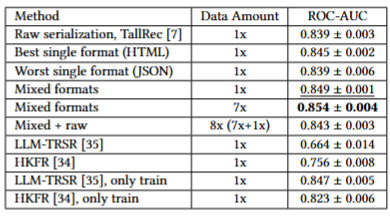 Method Data Amount ROC-AUC
Raw serialization, TallRec [7] 1x 0.839 ± 0.003
Best single format (HTML) 1x 0.845 ± 0.002
Worst single format (JSON) 1x 0.839 ± 0.006
Mixed formats 1x 0.849 ± 0.001
Mixed formats 7x 0.854 ± 0.004
Mixed + raw 8x (7x+1x) 0.843 ± 0.003
LLM-TRSR [35] 1x 0.664 ± 0.014
HKFR [34] 1x 0.756 ± 0.008
LLM-TRSR [35], only train 1x 0.847 ± 0.005
HKFR [34], only train 1x 0.823 ± 0.006